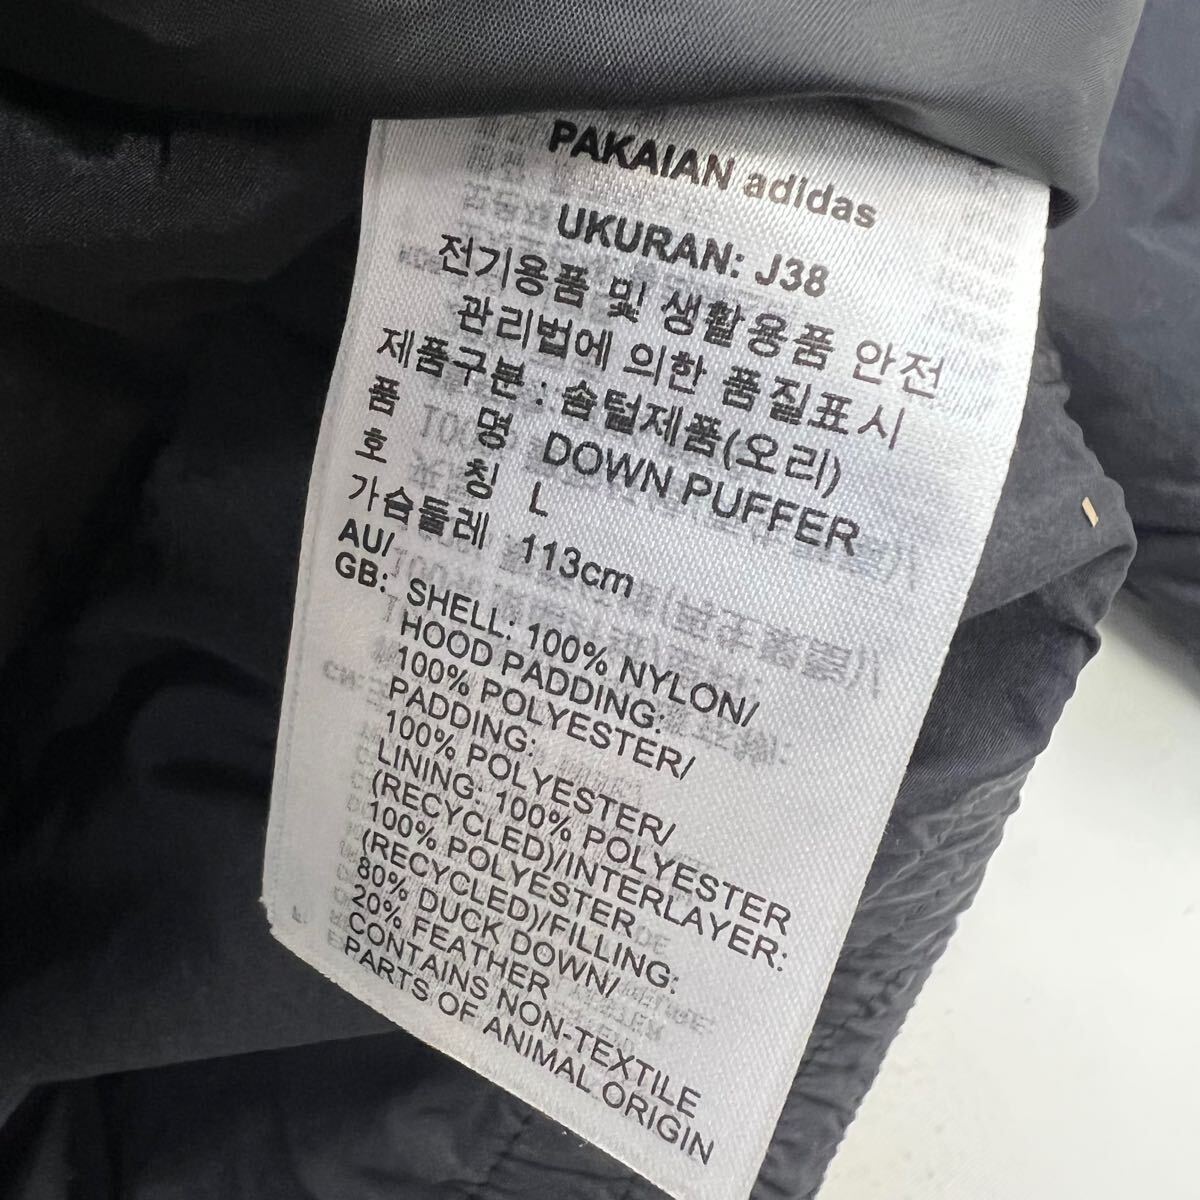 PAKAIAN adidas
UKURAN: J38
전기용품 및 생활용품 안전
관리법에 의한 품질표시
제품구분 : 솜털제품(오리)
품 명 DOWN PUFFER
호 칭 L
가슴둘레 113cm
AU/
GB: SHELL: 100% NYLON/
HOOD PADDING:
100% POLYESTER/
PADDING:
100% POLYESTER/
LINING: 100% POLYESTER
(RECYCLED)/INTERLAYER:
100% POLYESTER
(RECYCLED)/FILLING:
80% DUCK DOWN/
20% FEATHER
CONTAINS NON-TEXTILE
PARTS OF ANIMAL ORIGIN